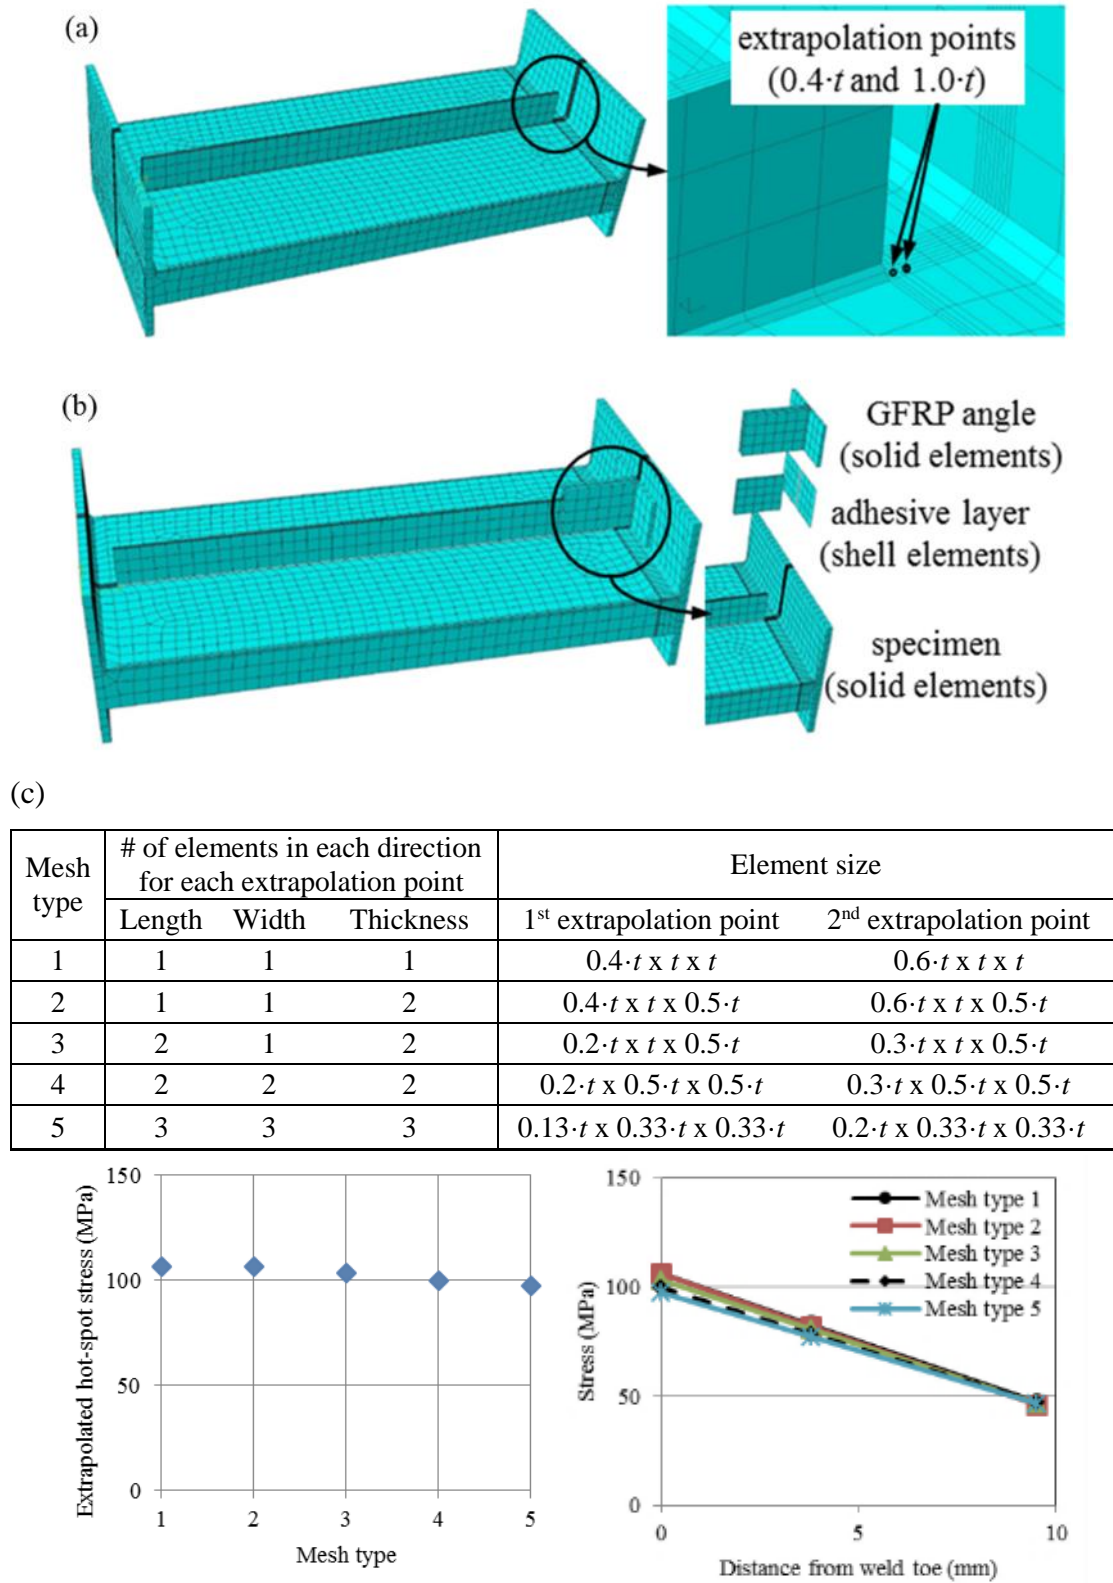 (a)
extrapolation points
(0.4·t and 1.0·t)
(b)
GFRP angle
(solid elements)
adhesive layer
(shell elements)
specimen
(solid elements)
(c)
Mesh type # of elements in each direction for each extrapolation point Element size
Length Width Thickness 1st extrapolation point 2nd extrapolation point
1 1 1 1 0.4·t x t x t 0.6·t x t x t
2 1 1 2 0.4·t x t x 0.5·t 0.6·t x t x 0.5·t
3 2 1 2 0.2·t x t x 0.5·t 0.3·t x t x 0.5·t
4 2 2 2 0.2·t x 0.5·t x 0.5·t 0.3·t x 0.5·t x 0.5·t
5 3 3 3 0.13·t x 0.33·t x 0.33·t 0.2·t x 0.33·t x 0.33·t
Extrapolated hot-spot stress (MPa)
150
100
50
0
1 2 3 4 5
Mesh type
Stress (MPa)
150
100
50
0
Mesh type 1
Mesh type 2
Mesh type 3
Mesh type 4
Mesh type 5
0 5 10
Distance from weld toe (mm)